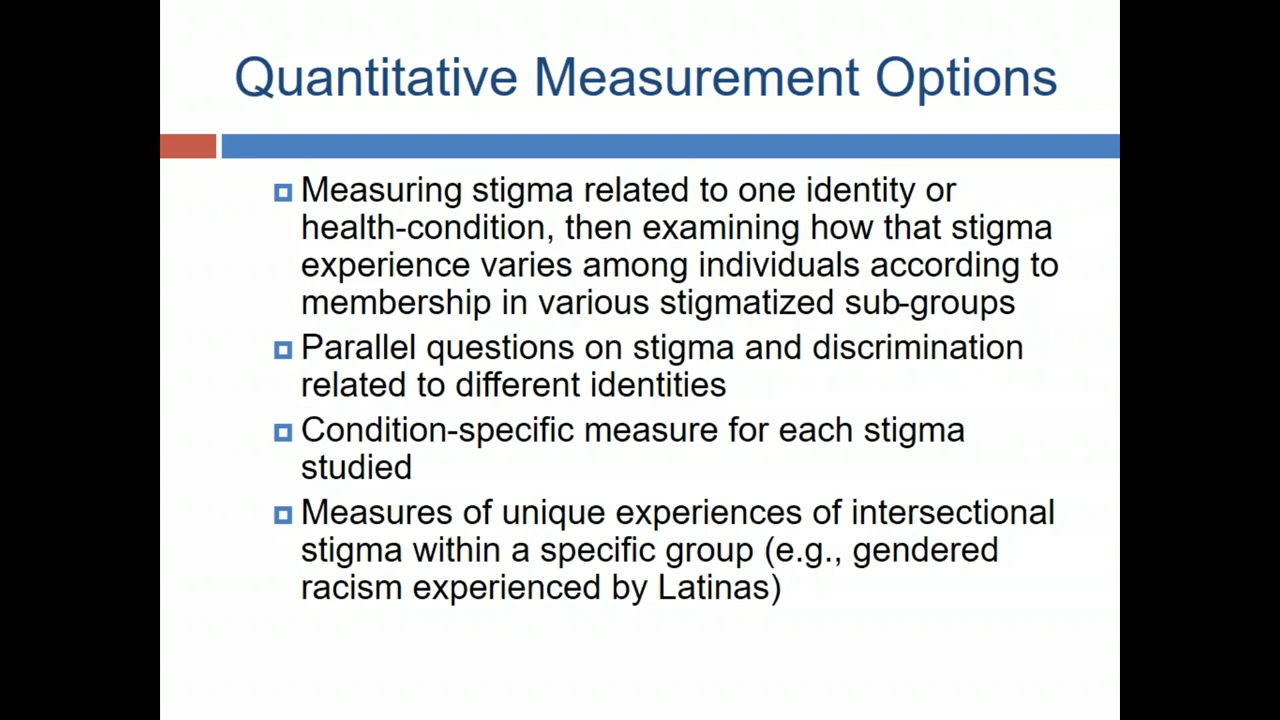 Quantitative Measurement Options
Measuring stigma related to one identity or
health-condition, then examining how that stigma
experience varies among individuals according to
membership in various stigmatized sub-groups
Parallel questions on stigma and discrimination
related to different identities
Condition-specific measure for each stigma
studied
Measures of unique experiences of intersectional
stigma within a specific group (e.g., gendered
racism experienced by Latinas)